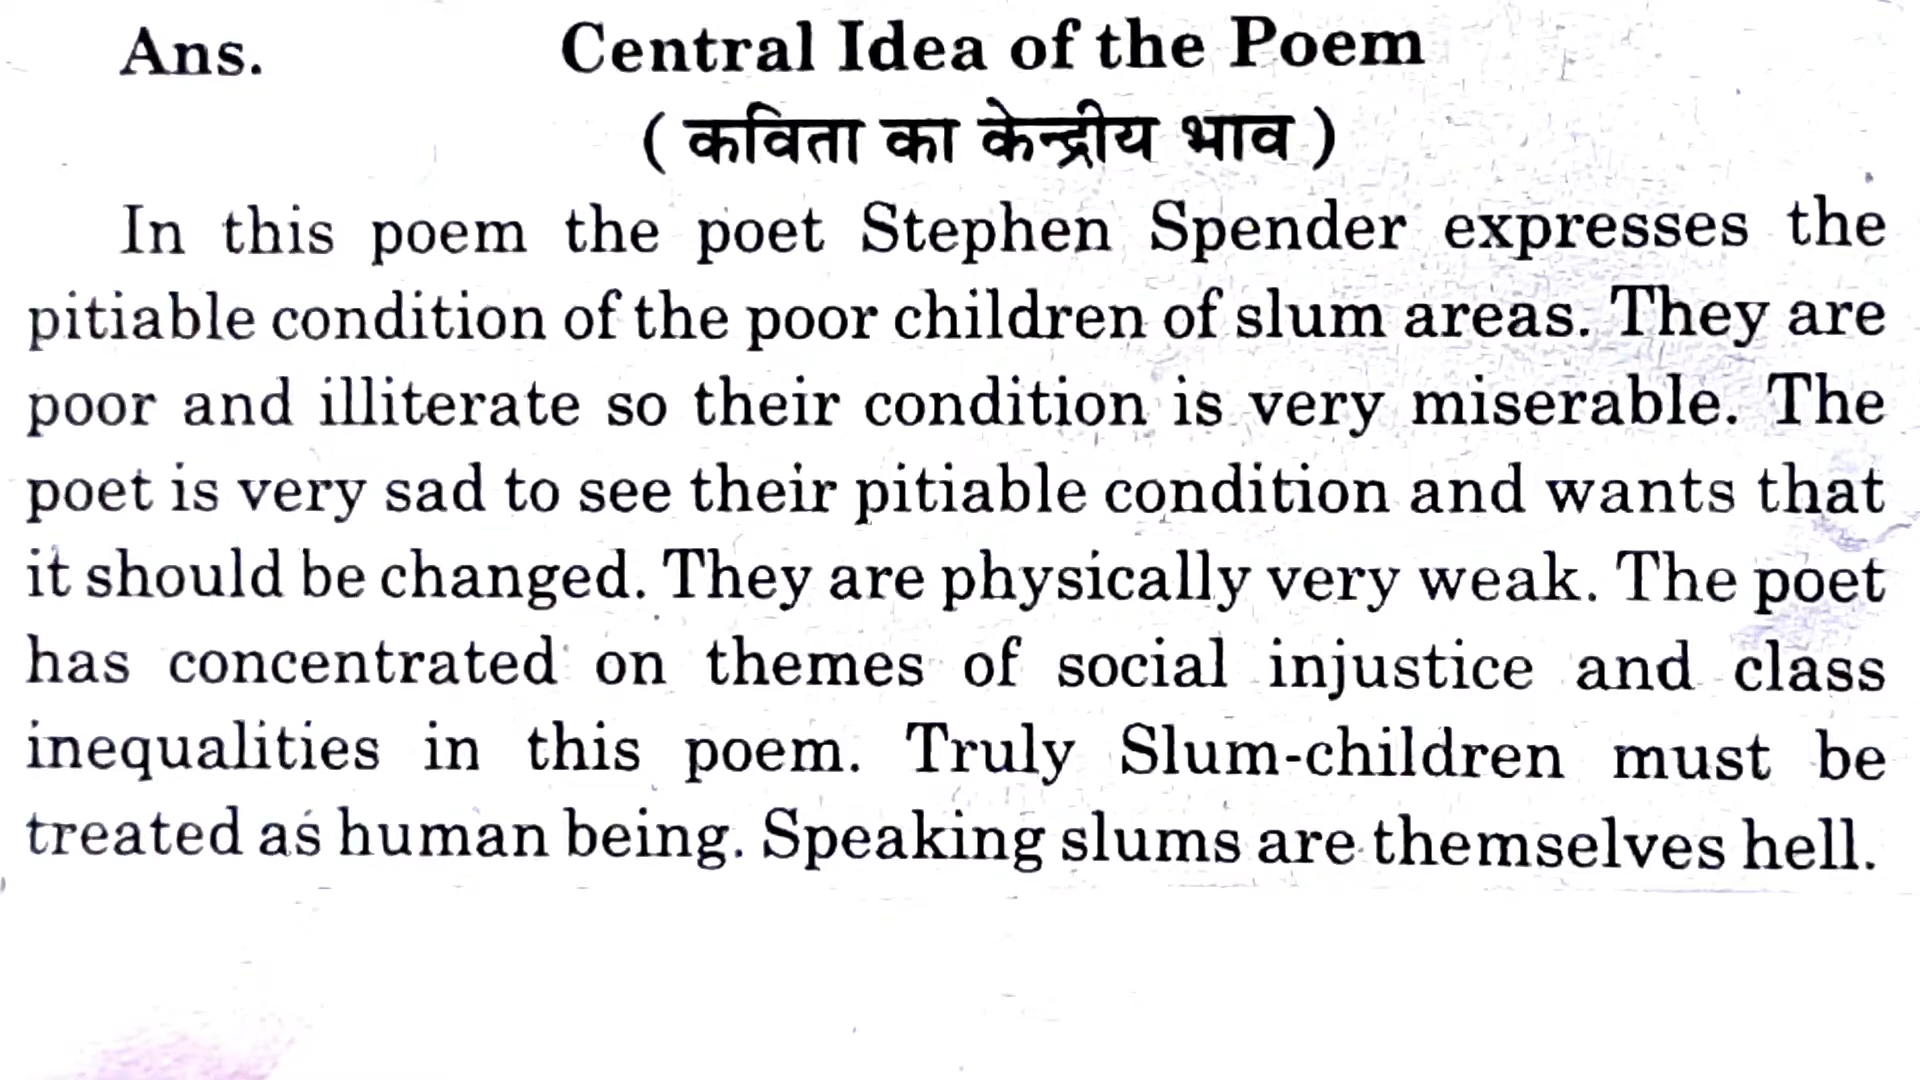 Ans. Central Idea of the Poem
( कविता का केन्द्रीय भाव )
In this poem the poet Stephen Spender expresses the
pitiable condition of the poor children of slum areas. They are
poor and illiterate so their condition is very miserable. The
poet is very sad to see their pitiable condition and wants that
it should be changed. They are physically very weak. The poet
has concentrated on themes of social injustice and class
inequalities in this poem. Truly Slum-children must be
treated as human being. Speaking slums are themselves hell.